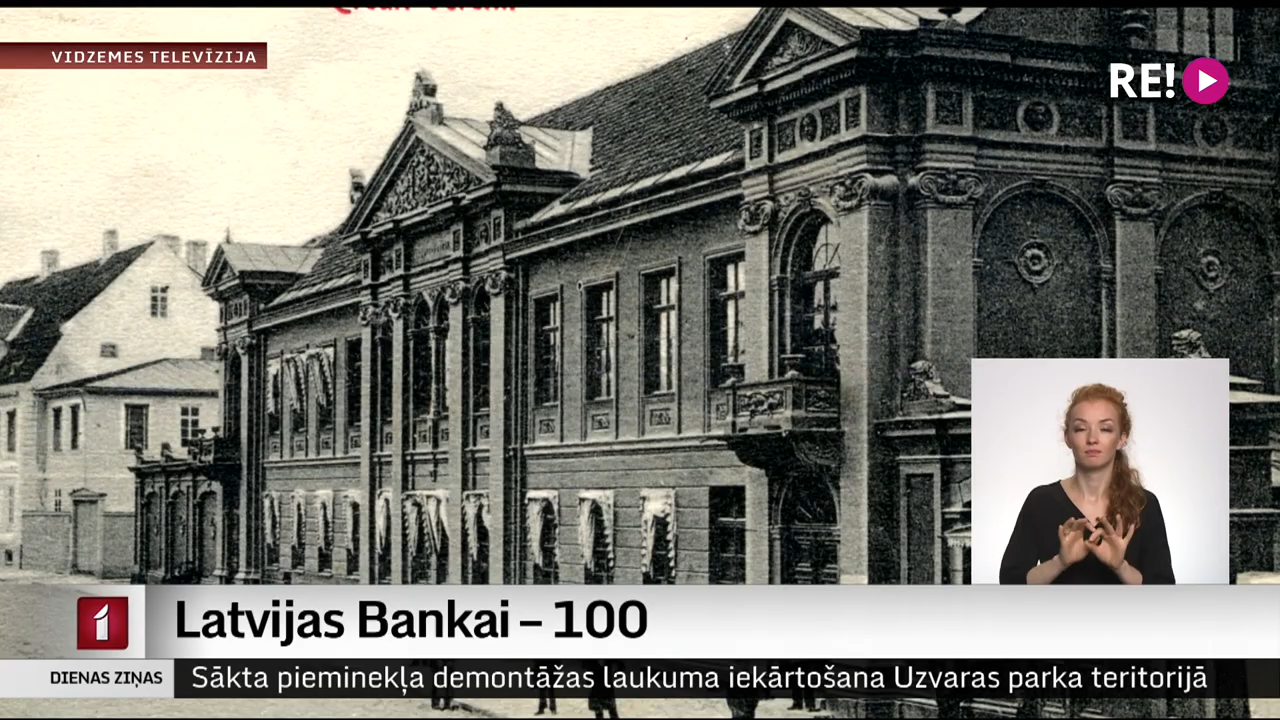 VIDZEMES TELEVĪZIJA
RE!
1
Latvijas Bankai – 100
DIENAS ZIŅAS
Sākta pieminekļa demontāžas laukuma iekārtošana Uzvaras parka teritorijā